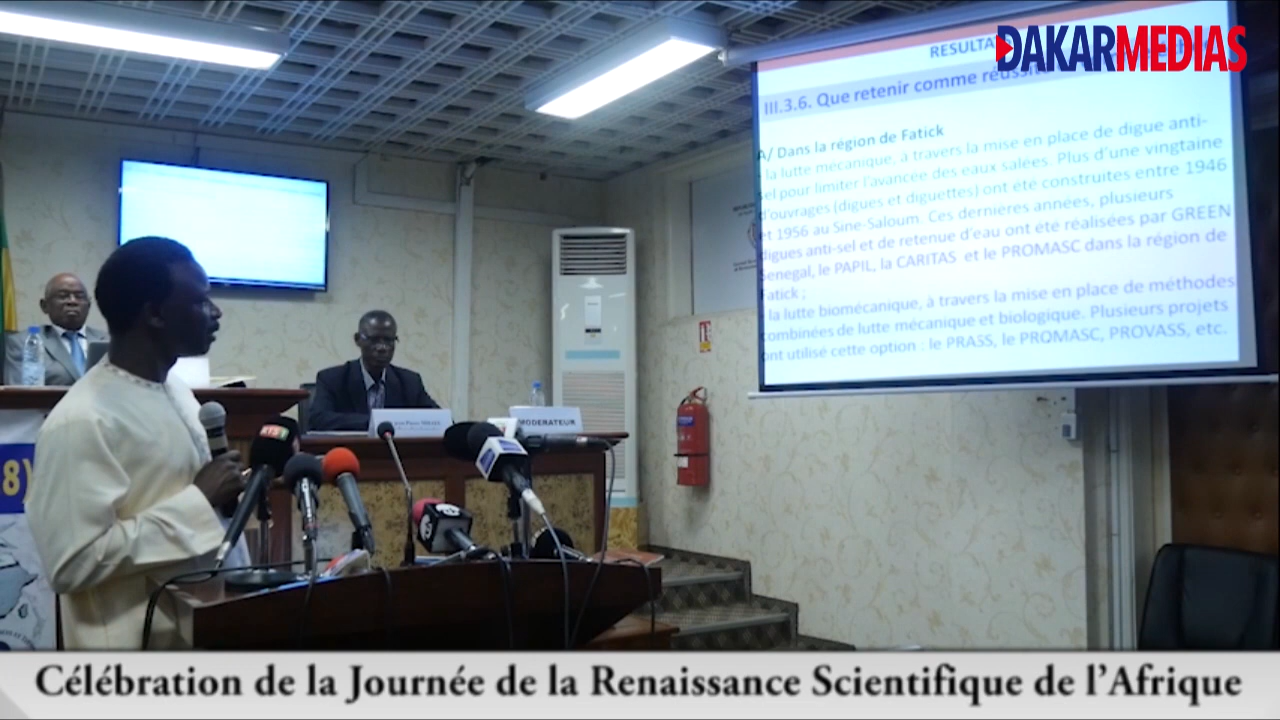 DAKARMEDIAS
III.3.6. Que retenir comme
A/ Dans la région de Fatick
la lutte mécanique, à travers la mise en place de digue anti-
sel pour limiter l'avancée des eaux salées. Plus d'une vingtaine
d'ouvrages (digues et diguettes) ont été construites entre 1946
et 1956 au Sine-Saloum. Ces dernières années, plusieurs
digues anti-sel et de retenue d'eau ont été réalisées par GREEN
Senegal, le PAPIL, la CARITAS et le PROMASC dans la région de
Fatick ;
la lutte biomécanique, à travers la mise en place de méthodes
combinées de lutte mécanique et biologique. Plusieurs projets
ont utilisé cette option : le PRASS, le PROMASC, PROVASS, etc.
MODERATEUR
8)
Célébration de la Journée de la Renaissance Scientifique de l'Afrique